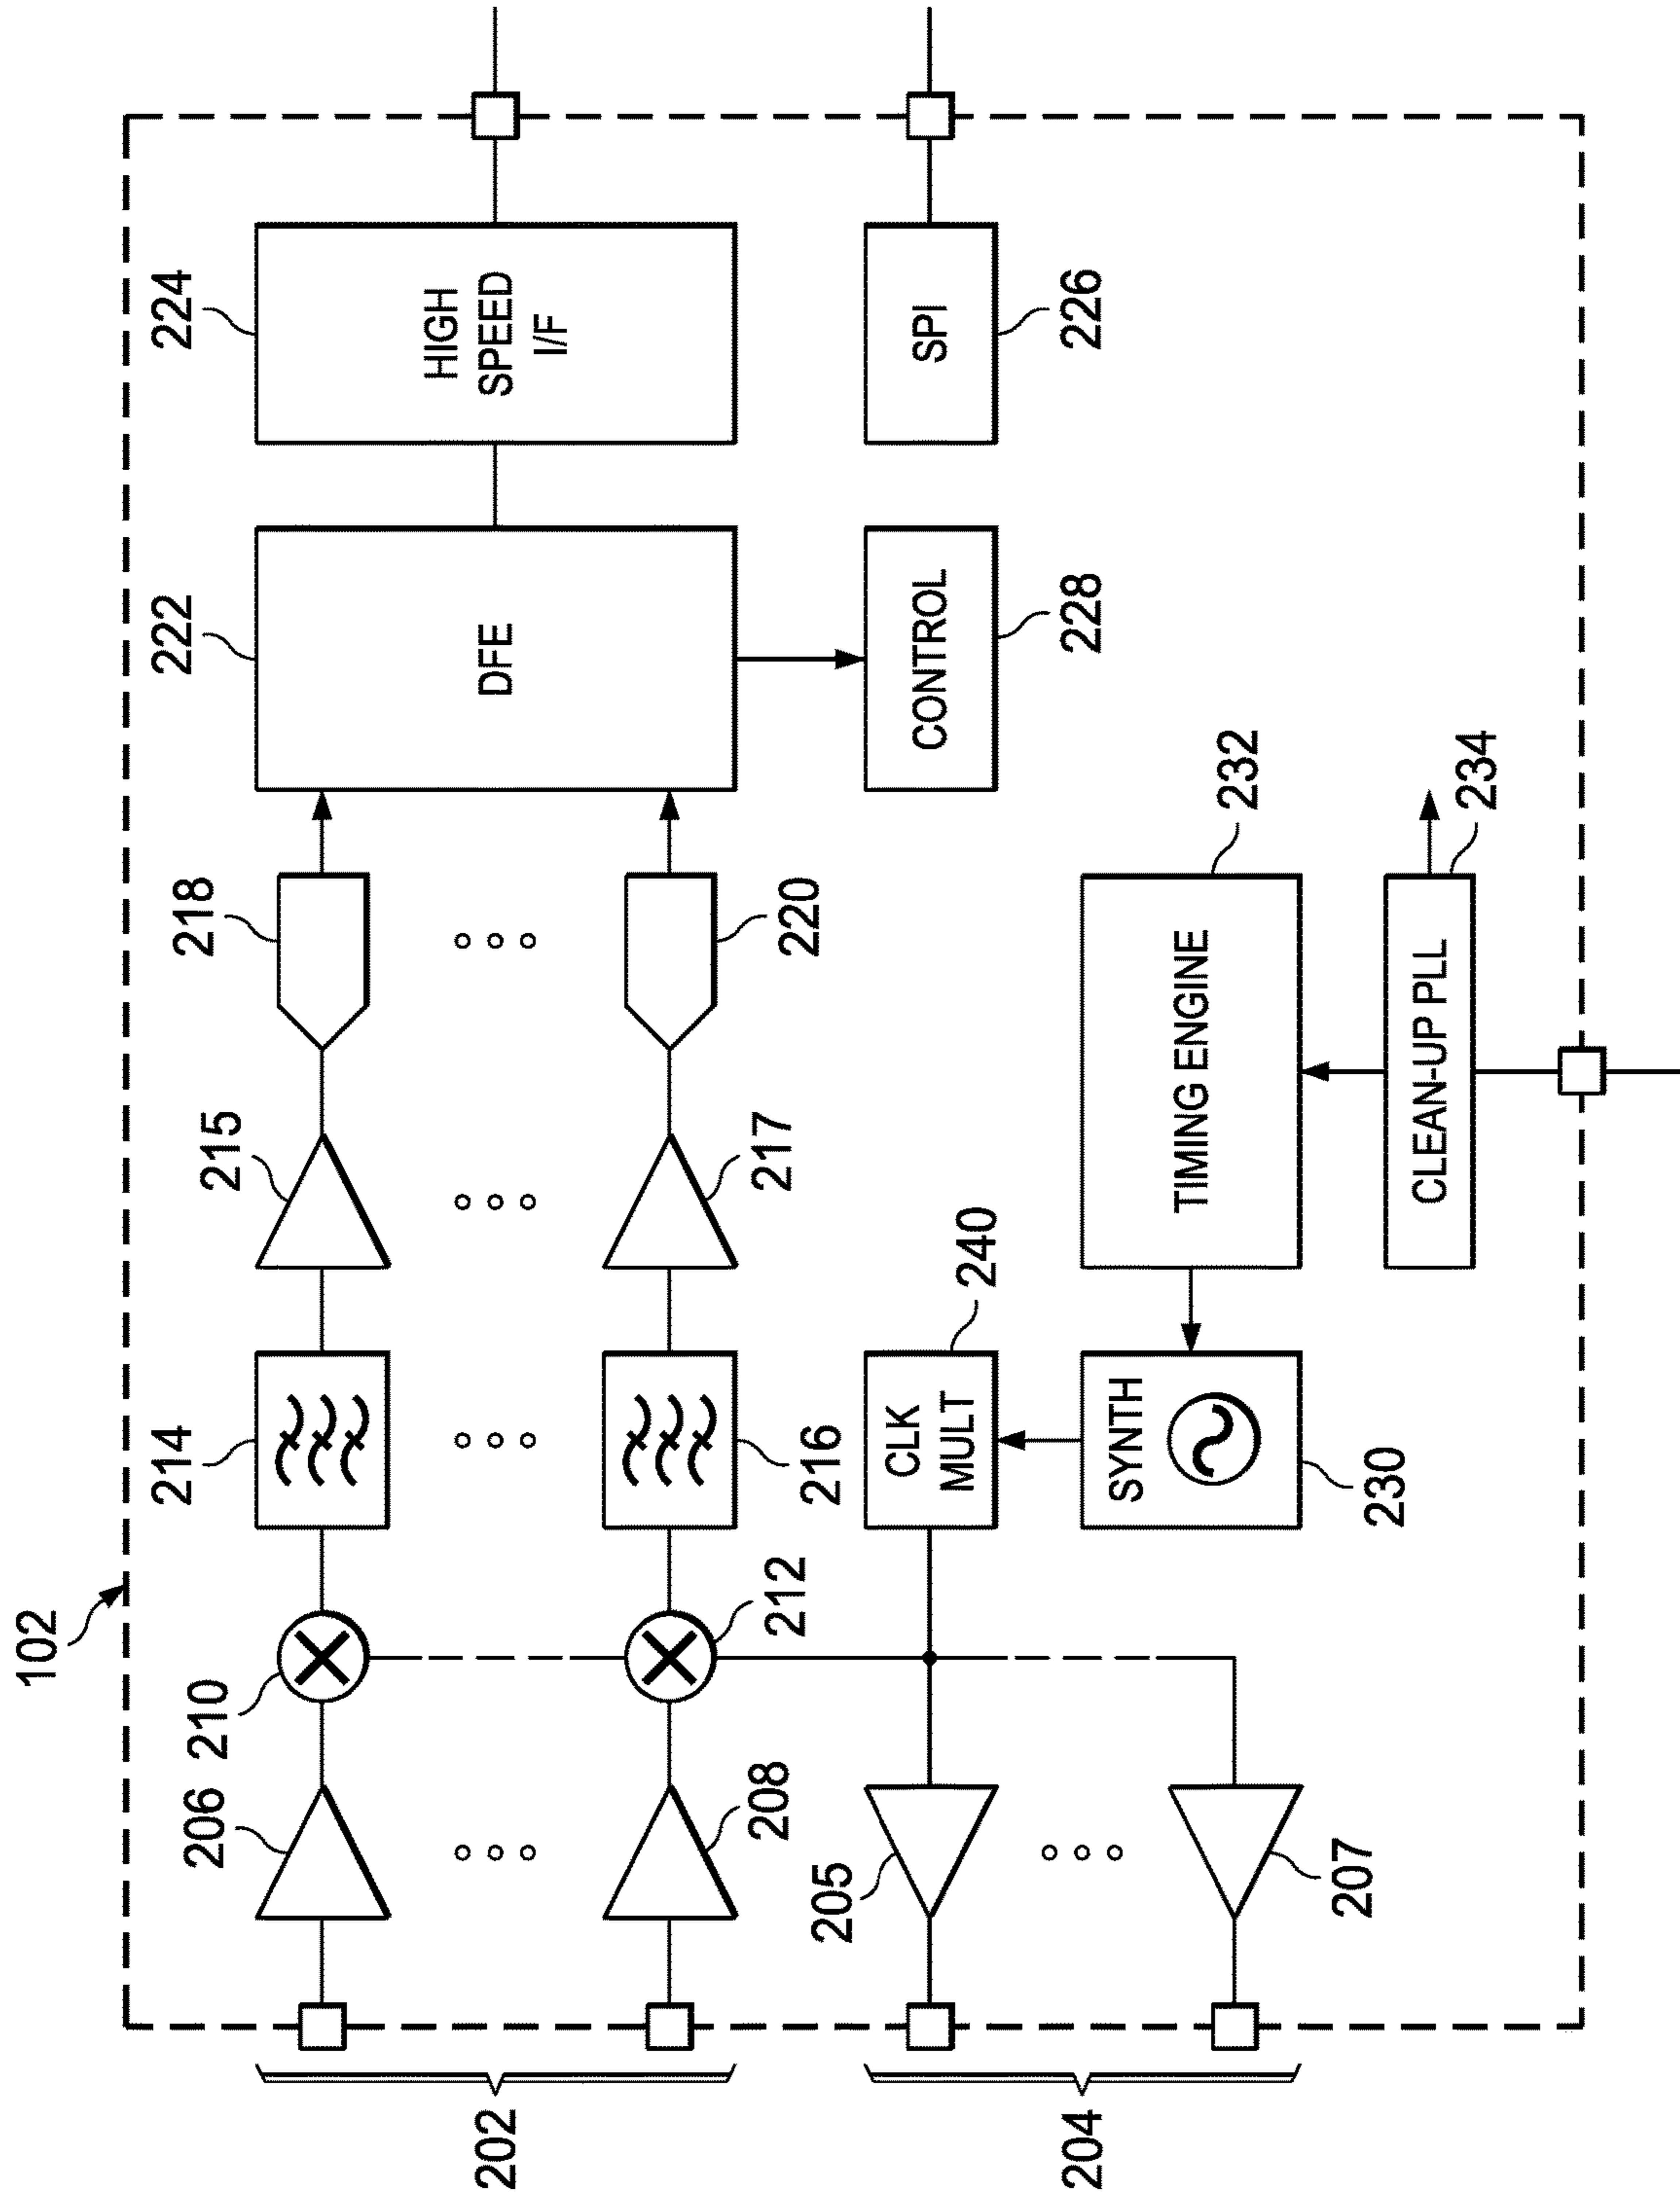 102
202
204
206
208
205
207
210
212
214
216
215
217
218
220
222
DFE
224
HIGH
SPEED
I/F
SPI
226
CONTROL
228
CLK
MULT
240
SYNTH
230
TIMING ENGINE
232
CLEAN-UP PLL
234